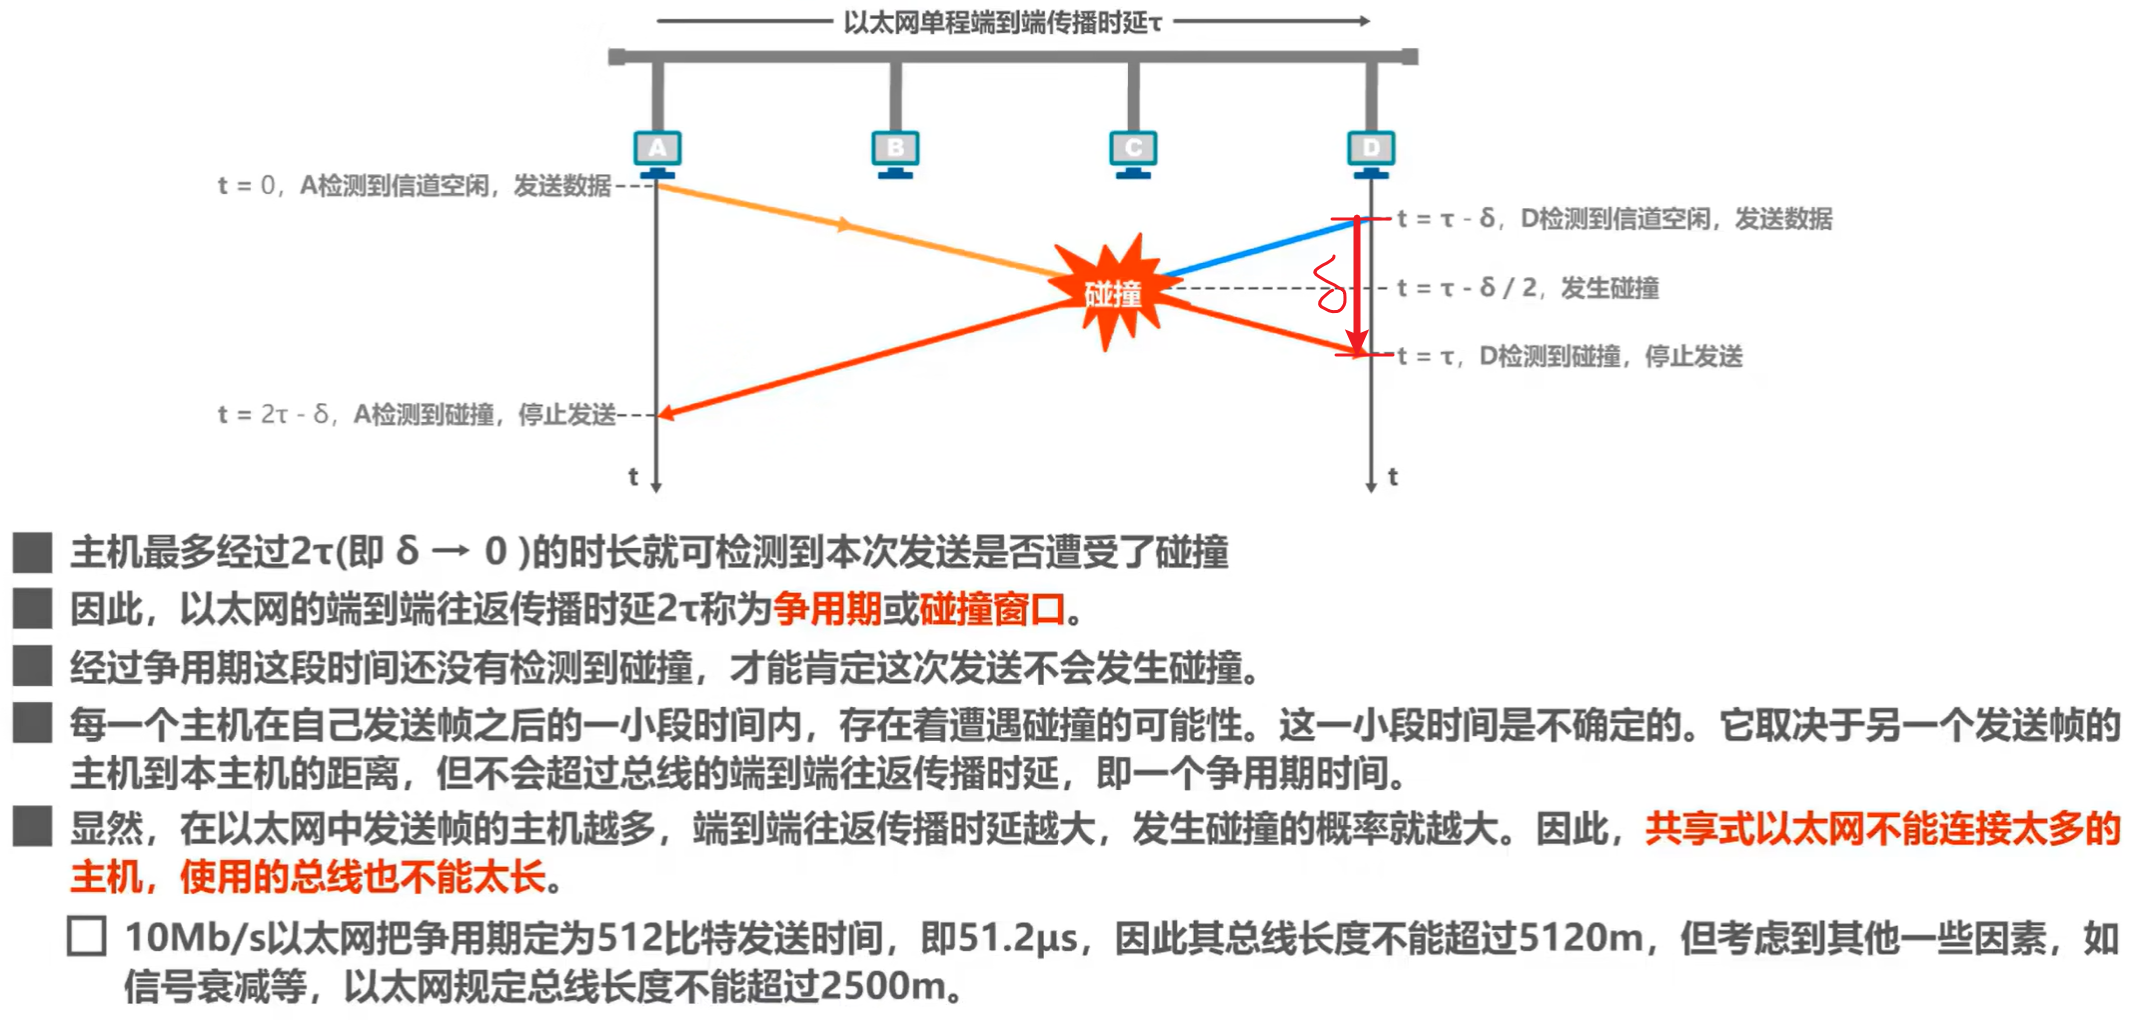 以太网单程端到端传播时延τ
A
B
C
D
t = 0，A检测到信道空闲，发送数据
t = τ - δ，D检测到信道空闲，发送数据
碰撞
δ
t = τ - δ / 2，发生碰撞
t = τ，D检测到碰撞，停止发送
t = 2τ - δ，A检测到碰撞，停止发送
t
t
主机最多经过2τ(即 δ → 0 )的时长就可检测到本次发送是否遭受了碰撞
因此，以太网的端到端往返传播时延2τ称为争用期或碰撞窗口。
经过争用期这段时间还没有检测到碰撞，才能肯定这次发送不会发生碰撞。
每一个主机在自己发送帧之后的一小段时间内，存在着遭遇碰撞的可能性。这一小段时间是不确定的。它取决于另一个发送帧的
主机到本主机的距离，但不会超过总线的端到端往返传播时延，即一个争用期时间。
显然，在以太网中发送帧的主机越多，端到端往返传播时延越大，发生碰撞的概率就越大。因此，共享式以太网不能连接太多的
主机，使用的总线也不能太长。
10Mb/s以太网把争用期定为512比特发送时间，即51.2μs，因此其总线长度不能超过5120m，但考虑到其他一些因素，如
信号衰减等，以太网规定总线长度不能超过2500m。